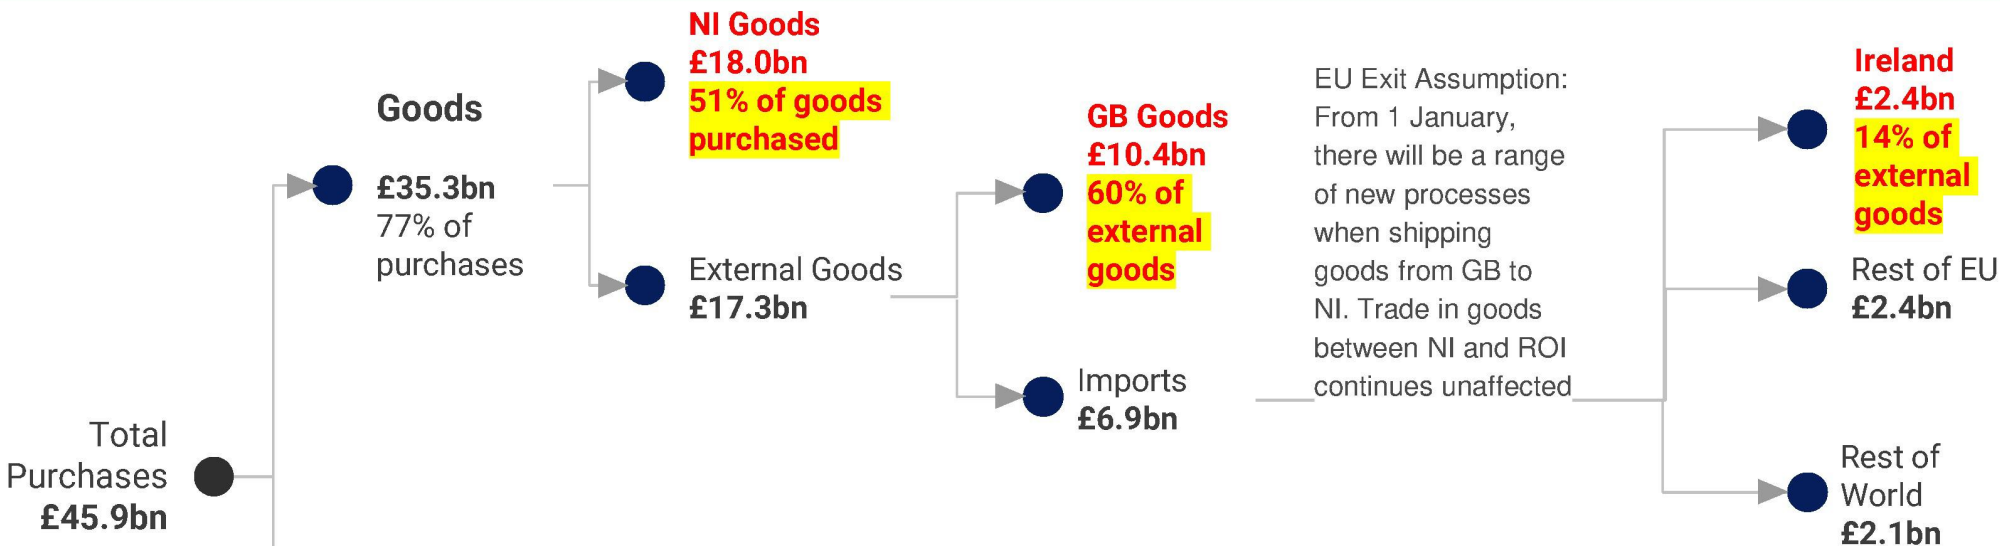 NI Goods
£18.0bn
51% of goods
purchased
Goods
£35.3bn
77% of
purchases
External Goods
£17.3bn
GB Goods
£10.4bn
60% of
external
goods
Imports
£6.9bn
EU Exit Assumption:
From 1 January,
there will be a range
of new processes
when shipping
goods from GB to
NI. Trade in goods
between NI and ROI
continues unaffected
Ireland
£2.4bn
14% of
external
goods
Rest of EU
£2.4bn
Rest of
World
£2.1bn
Total
Purchases
£45.9bn